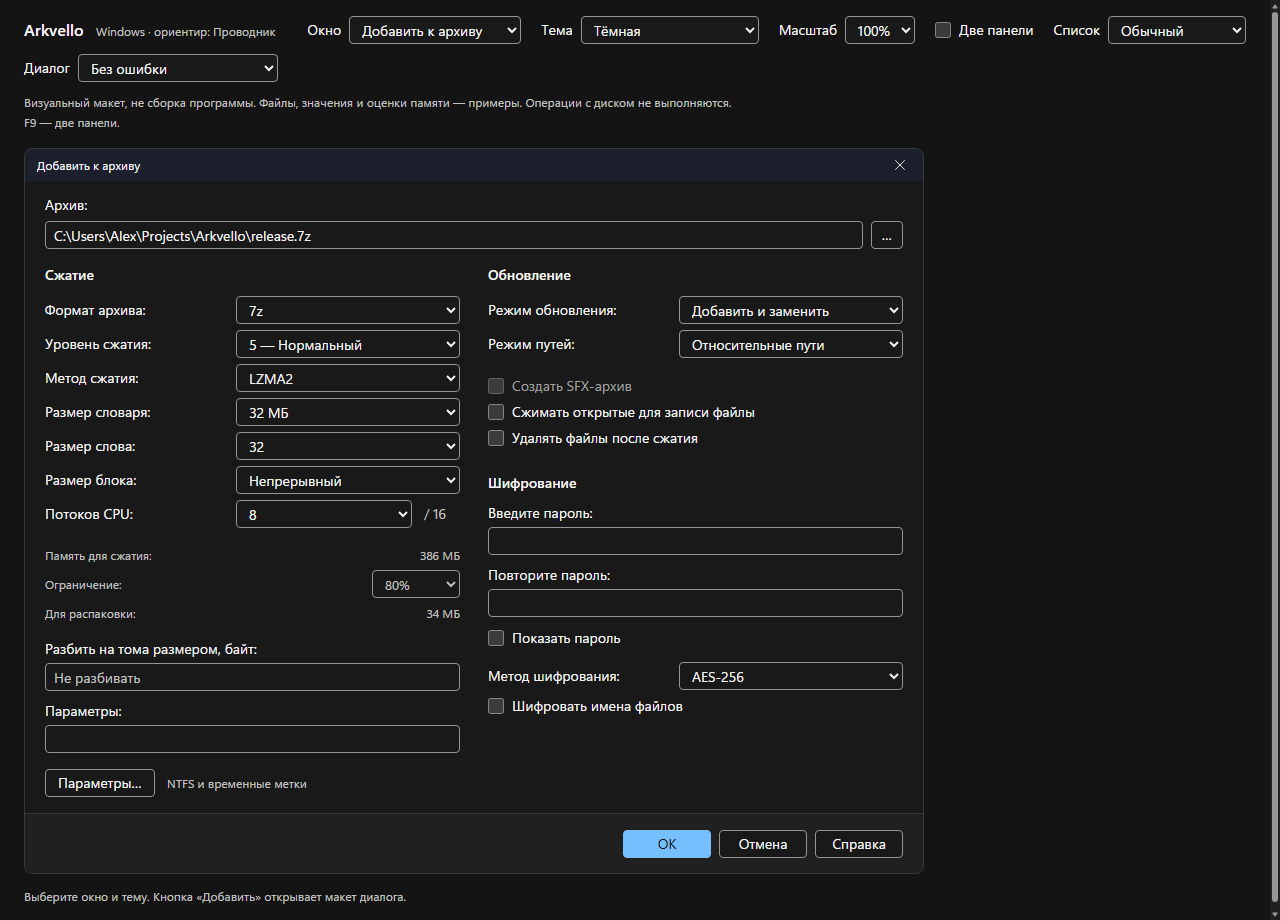 Arkvello Windows · ориентир: Проводник Окно Добавить к архиву Тема Тёмная Масштаб 100% Две панели Список Обычный
Диалог Без ошибки
Визуальный макет, не сборка программы. Файлы, значения и оценки памяти — примеры. Операции с диском не выполняются.
F9 — две панели.
Добавить к архиву
Архив:
C:\Users\Alex\Projects\Arkvello\release.7z ...
Сжатие
Формат архива: 7z
Уровень сжатия: 5 — Нормальный
Метод сжатия: LZMA2
Размер словаря: 32 МБ
Размер слова: 32
Размер блока: Непрерывный
Потоков CPU: 8 / 16
Память для сжатия: 386 МБ
Ограничение: 80%
Для распаковки: 34 МБ
Разбить на тома размером, байт:
Не разбивать
Параметры:
Параметры... NTFS и временные метки
Обновление
Режим обновления: Добавить и заменить
Режим путей: Относительные пути
Создать SFX-архив
Сжимать открытые для записи файлы
Удалять файлы после сжатия
Шифрование
Введите пароль:
Повторите пароль:
Показать пароль
Метод шифрования: AES-256
Шифровать имена файлов
ОК Отмена Справка
Выберите окно и тему. Кнопка «Добавить» открывает макет диалога.